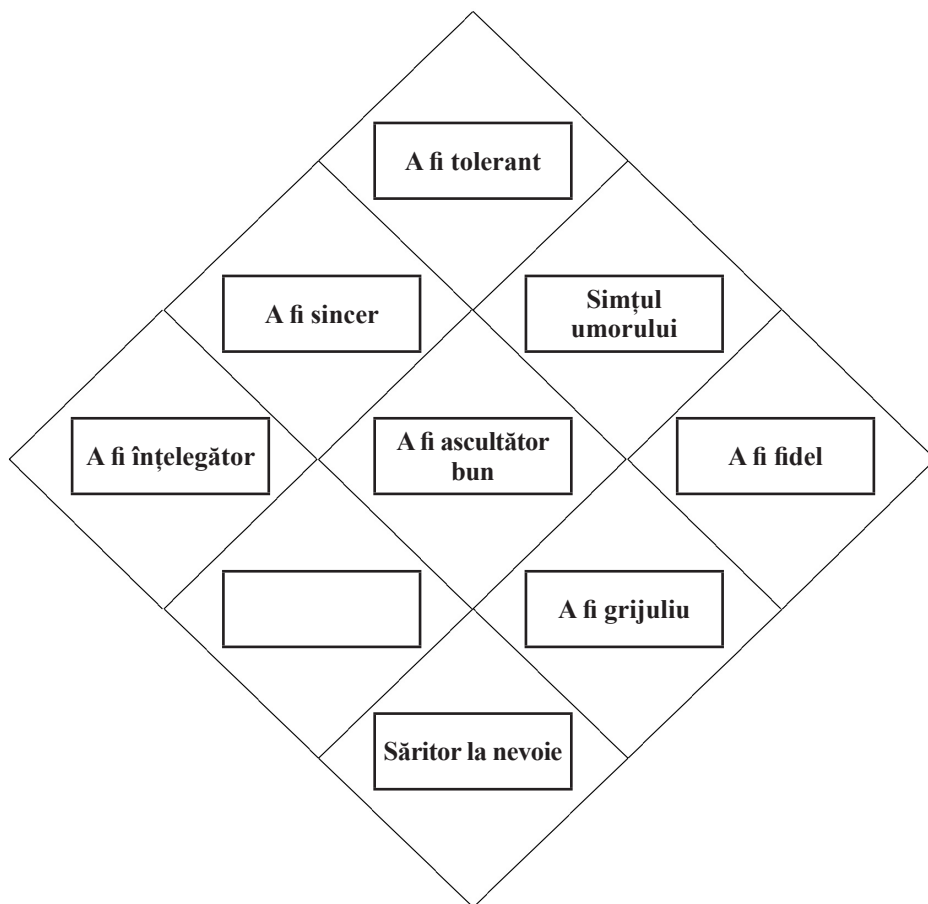 A fi tolerant
A fi sincer
Simțul
umorului
A fi înțelegător
A fi ascultător
bun
A fi fidel
A fi grijuliu
Săritor la nevoie